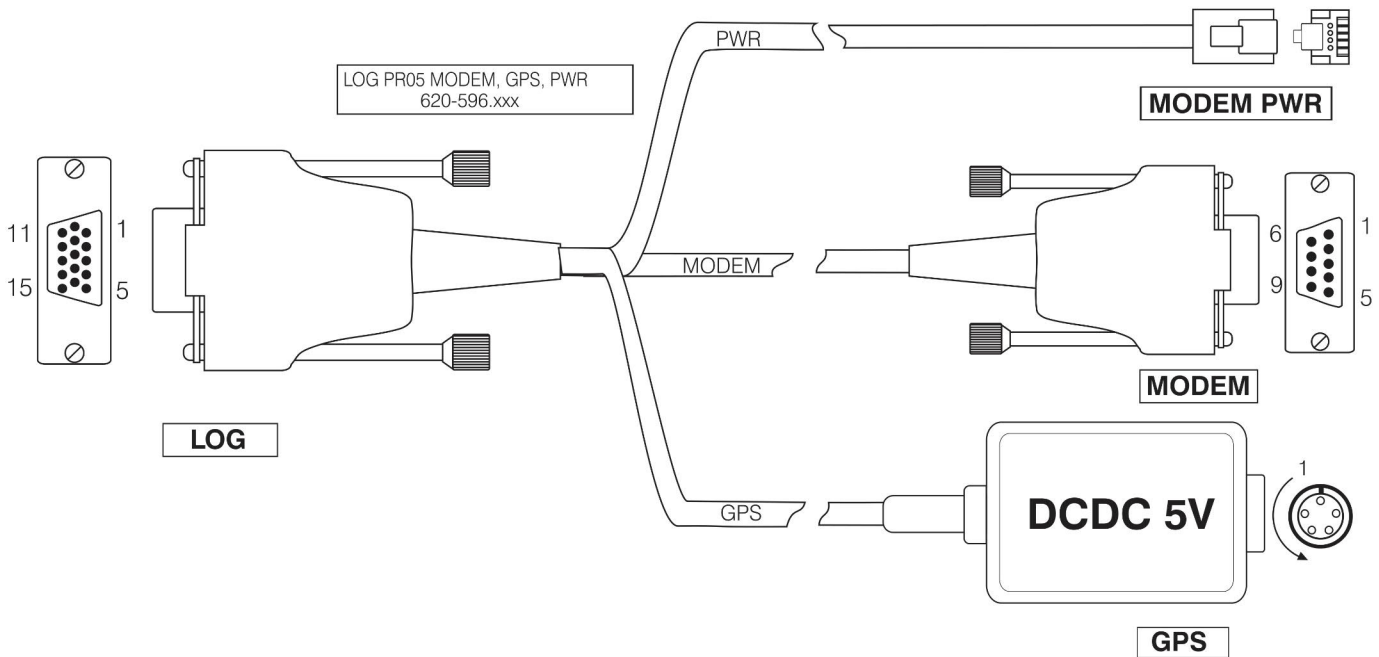 PWR
LOG PR05 MODEM, GPS, PWR
620-596.xxx
MODEM PWR
11
1
15
5
MODEM
6
1
9
5
MODEM
LOG
GPS
DCDC 5V
1
GPS